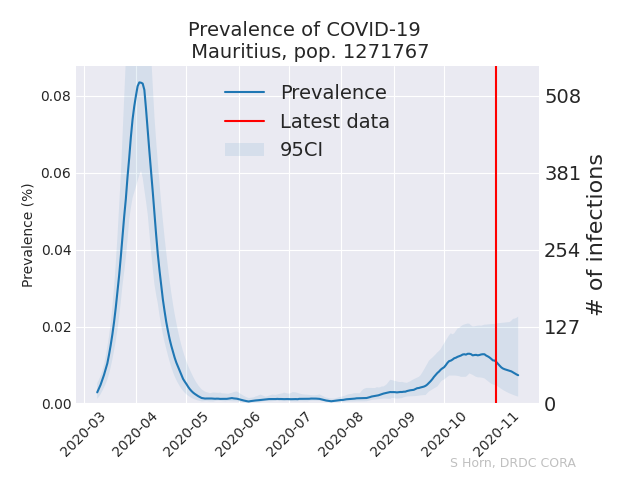 Prevalence of COVID-19
Mauritius, pop. 1271767
Prevalence
Latest data
95CI
Prevalence (%)
0.08
0.06
0.04
0.02
0.00
508
381
254
127
0
# of infections
2020-03
2020-04
2020-05
2020-06
2020-07
2020-08
2020-09
2020-10
2020-11
S Horn, DRDC CORA